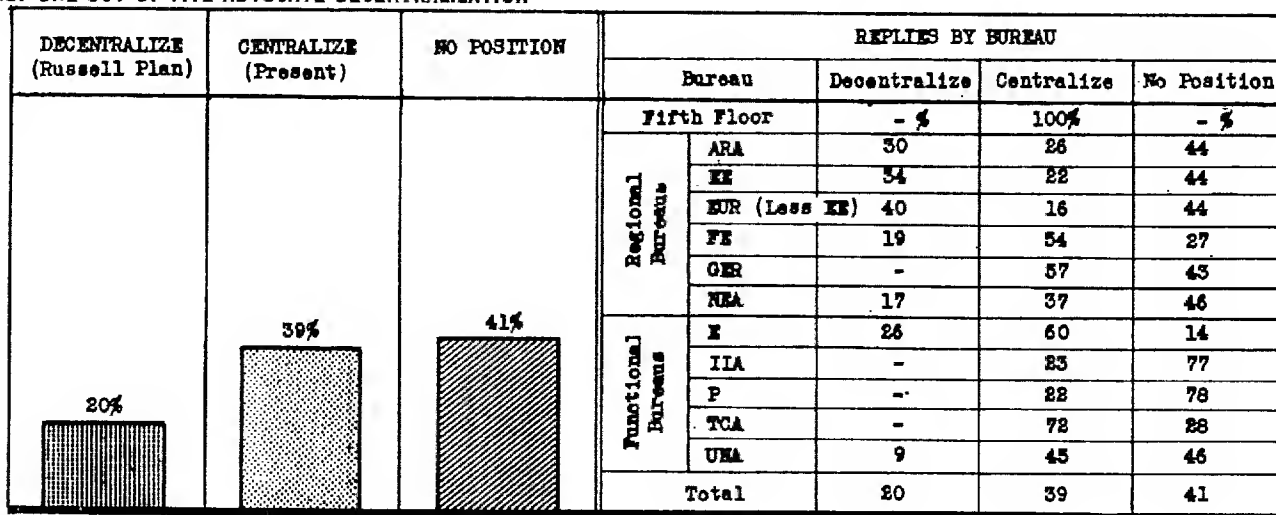 DECENTRALIZE
(Russell Plan)
CENTRALIZE
(Present)
NO POSITION
20%
39%
41%
REPLIES BY BUREAU
Bureau Decentralize Centralize No Position
Fifth Floor - % 100% - %
Regional Bureaus
ARA 30 26 44
EE 34 22 44
EUR (Less EE) 40 16 44
FE 19 54 27
GER - 57 43
NEA 17 37 46
Functional Bureaus
E 26 60 14
IIA - 23 77
P - 22 78
TCA - 72 28
UNA 9 45 46
Total 20 39 41